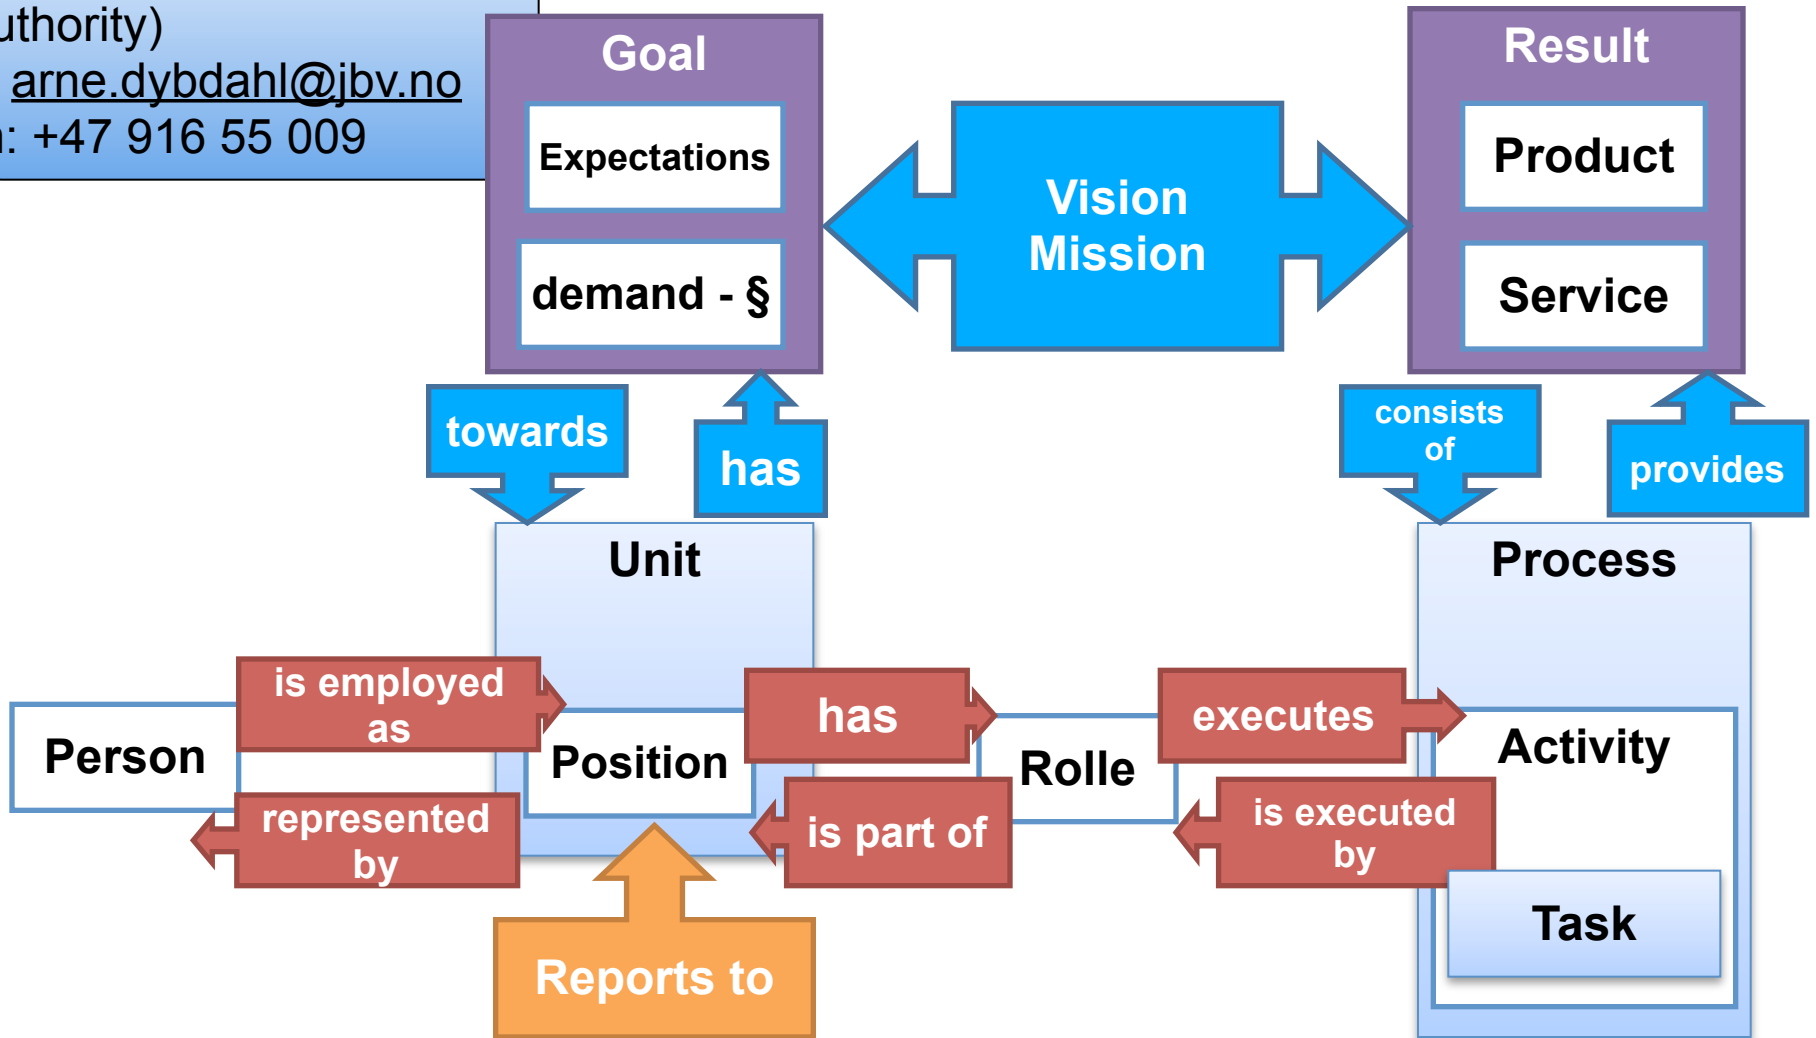 uthority)
arne.dybdahl@jbv.no
: +47 916 55 009
Goal
Expectations
demand - §
Vision
Mission
Result
Product
Service
towards
has
consists
of
provides
Unit
Process
is employed
as
has
executes
Person
Position
Rolle
Activity
represented
by
is part of
is executed
by
Task
Reports to